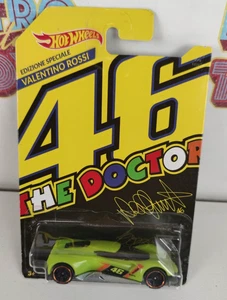 HOT WHEELS
EDIZIONE SPECIALE
VALENTINO ROSSI
46
THE DOCTOR
46